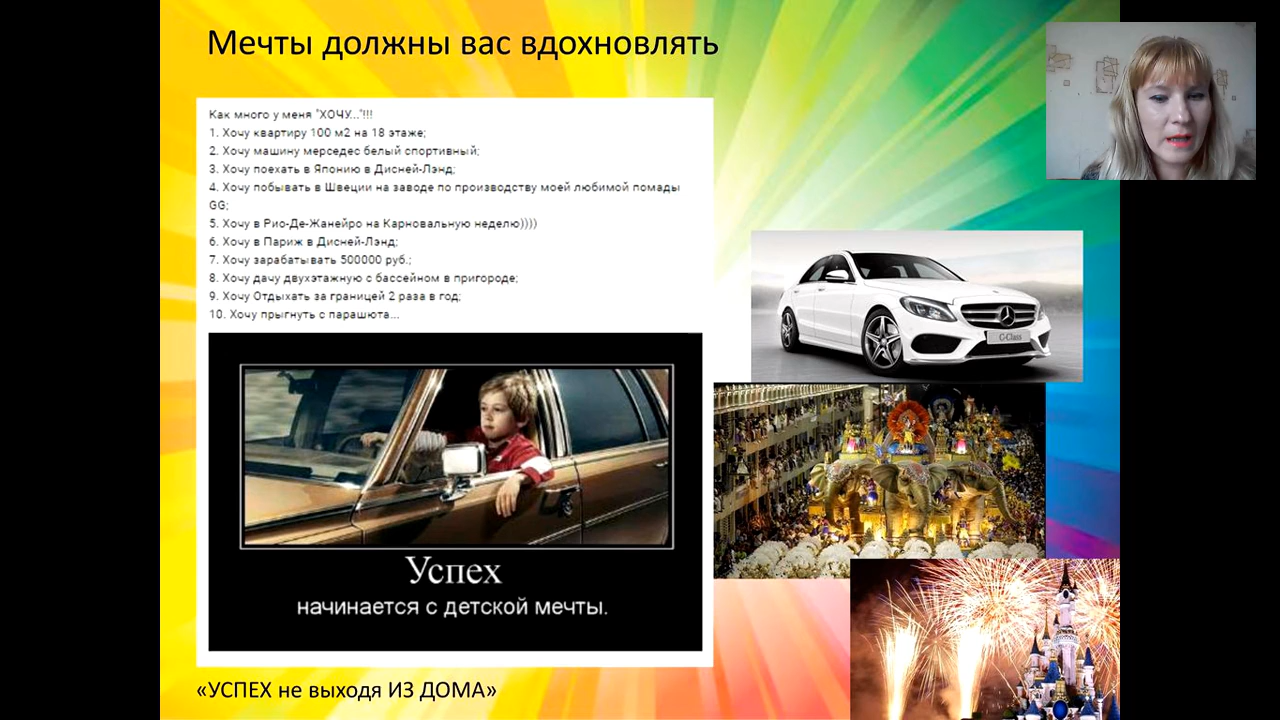 Мечты должны вас вдохновлять
Как много у меня "ХОЧУ..."!!!
1. Хочу квартиру 100 м2 на 18 этаже;
2. Хочу машину мерседес белый спортивный;
3. Хочу поехать в Японию в Дисней-Лэнд;
4. Хочу побывать в Швеции на заводе по производству моей любимой помады
GG;
5. Хочу в Рио-Де-Жанейро на Карновальную неделю))))
6. Хочу в Париж в Дисней-Лэнд;
7. Хочу зарабатывать 500000 руб.;
8. Хочу дачу двухэтажную с бассейном в пригороде;
9. Хочу Отдыхать за границей 2 раза в год;
10. Хочу прыгнуть с парашюта...
C-Class
Успех
начинается с детской мечты.
«УСПЕХ не выходя ИЗ ДОМА»